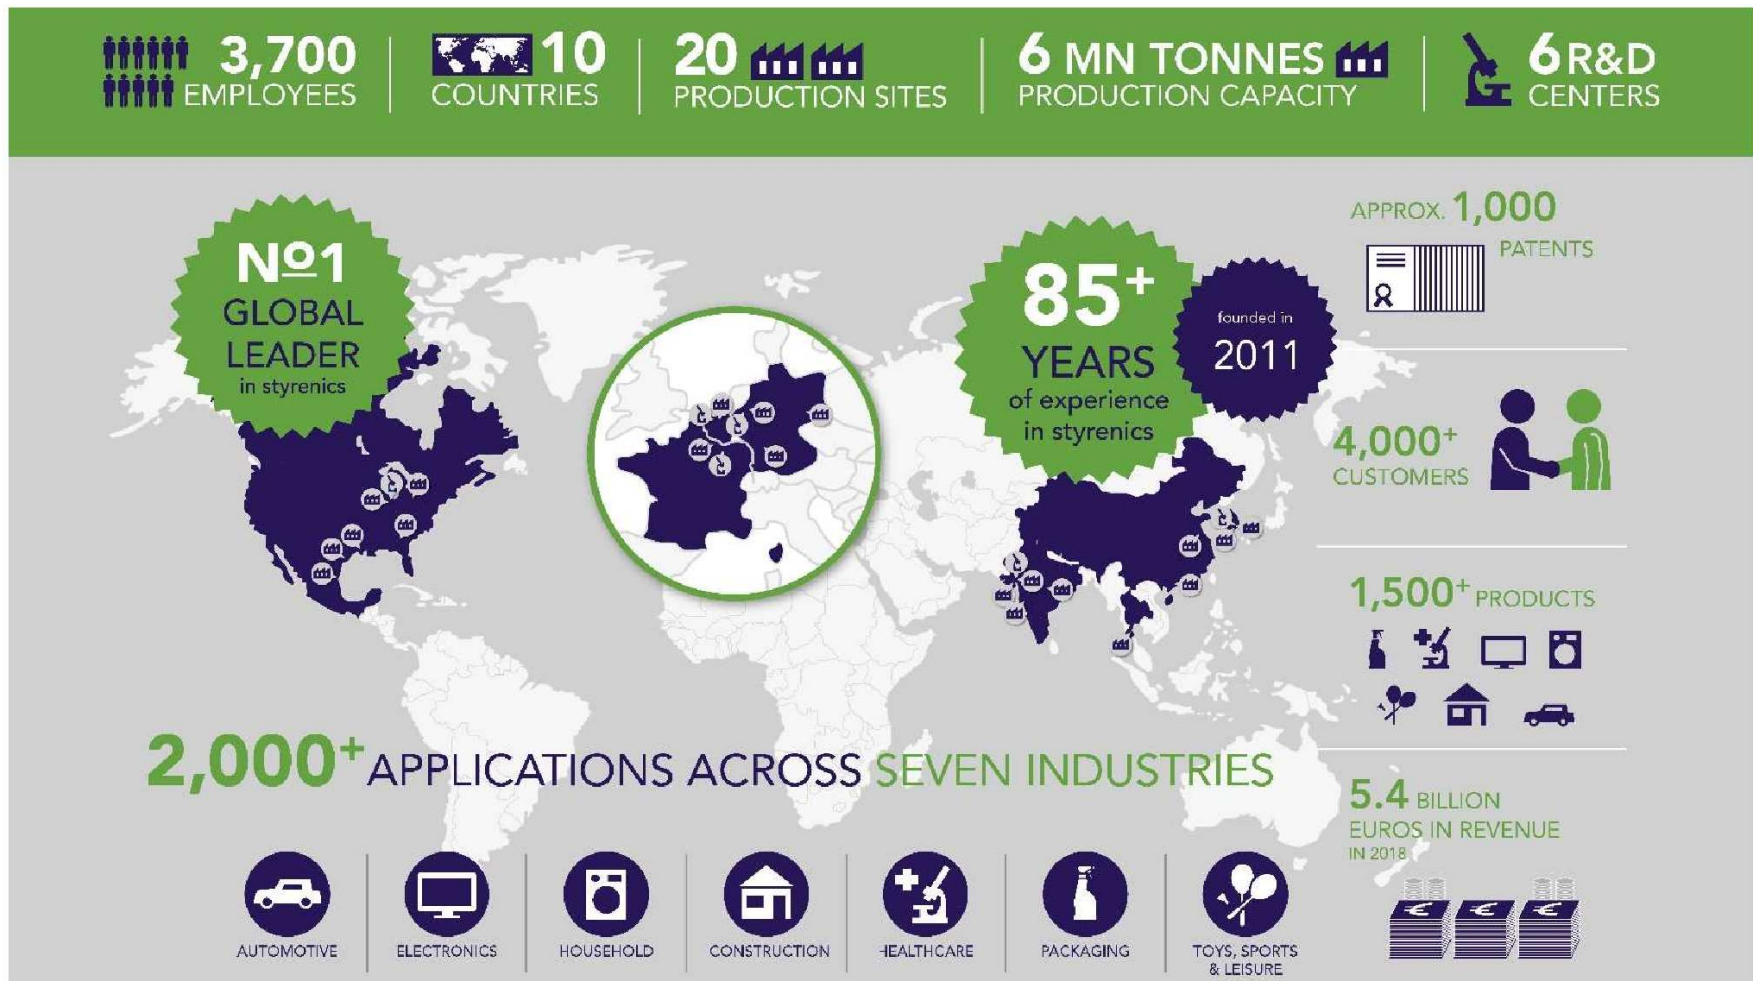 3,700
EMPLOYEES
10
COUNTRIES
20
PRODUCTION SITES
6 MN TONNES
PRODUCTION CAPACITY
6 R&D
CENTERS
Nº1
GLOBAL
LEADER
in styrenics
85+
YEARS
of experience
in styrenics
founded in
2011
APPROX. 1,000
PATENTS
4,000+
CUSTOMERS
1,500+ PRODUCTS
5.4 BILLION
EUROS IN REVENUE
IN 2018
2,000+ APPLICATIONS ACROSS SEVEN INDUSTRIES
AUTOMOTIVE
ELECTRONICS
HOUSEHOLD
CONSTRUCTION
HEALTHCARE
PACKAGING
TOYS, SPORTS
& LEISURE